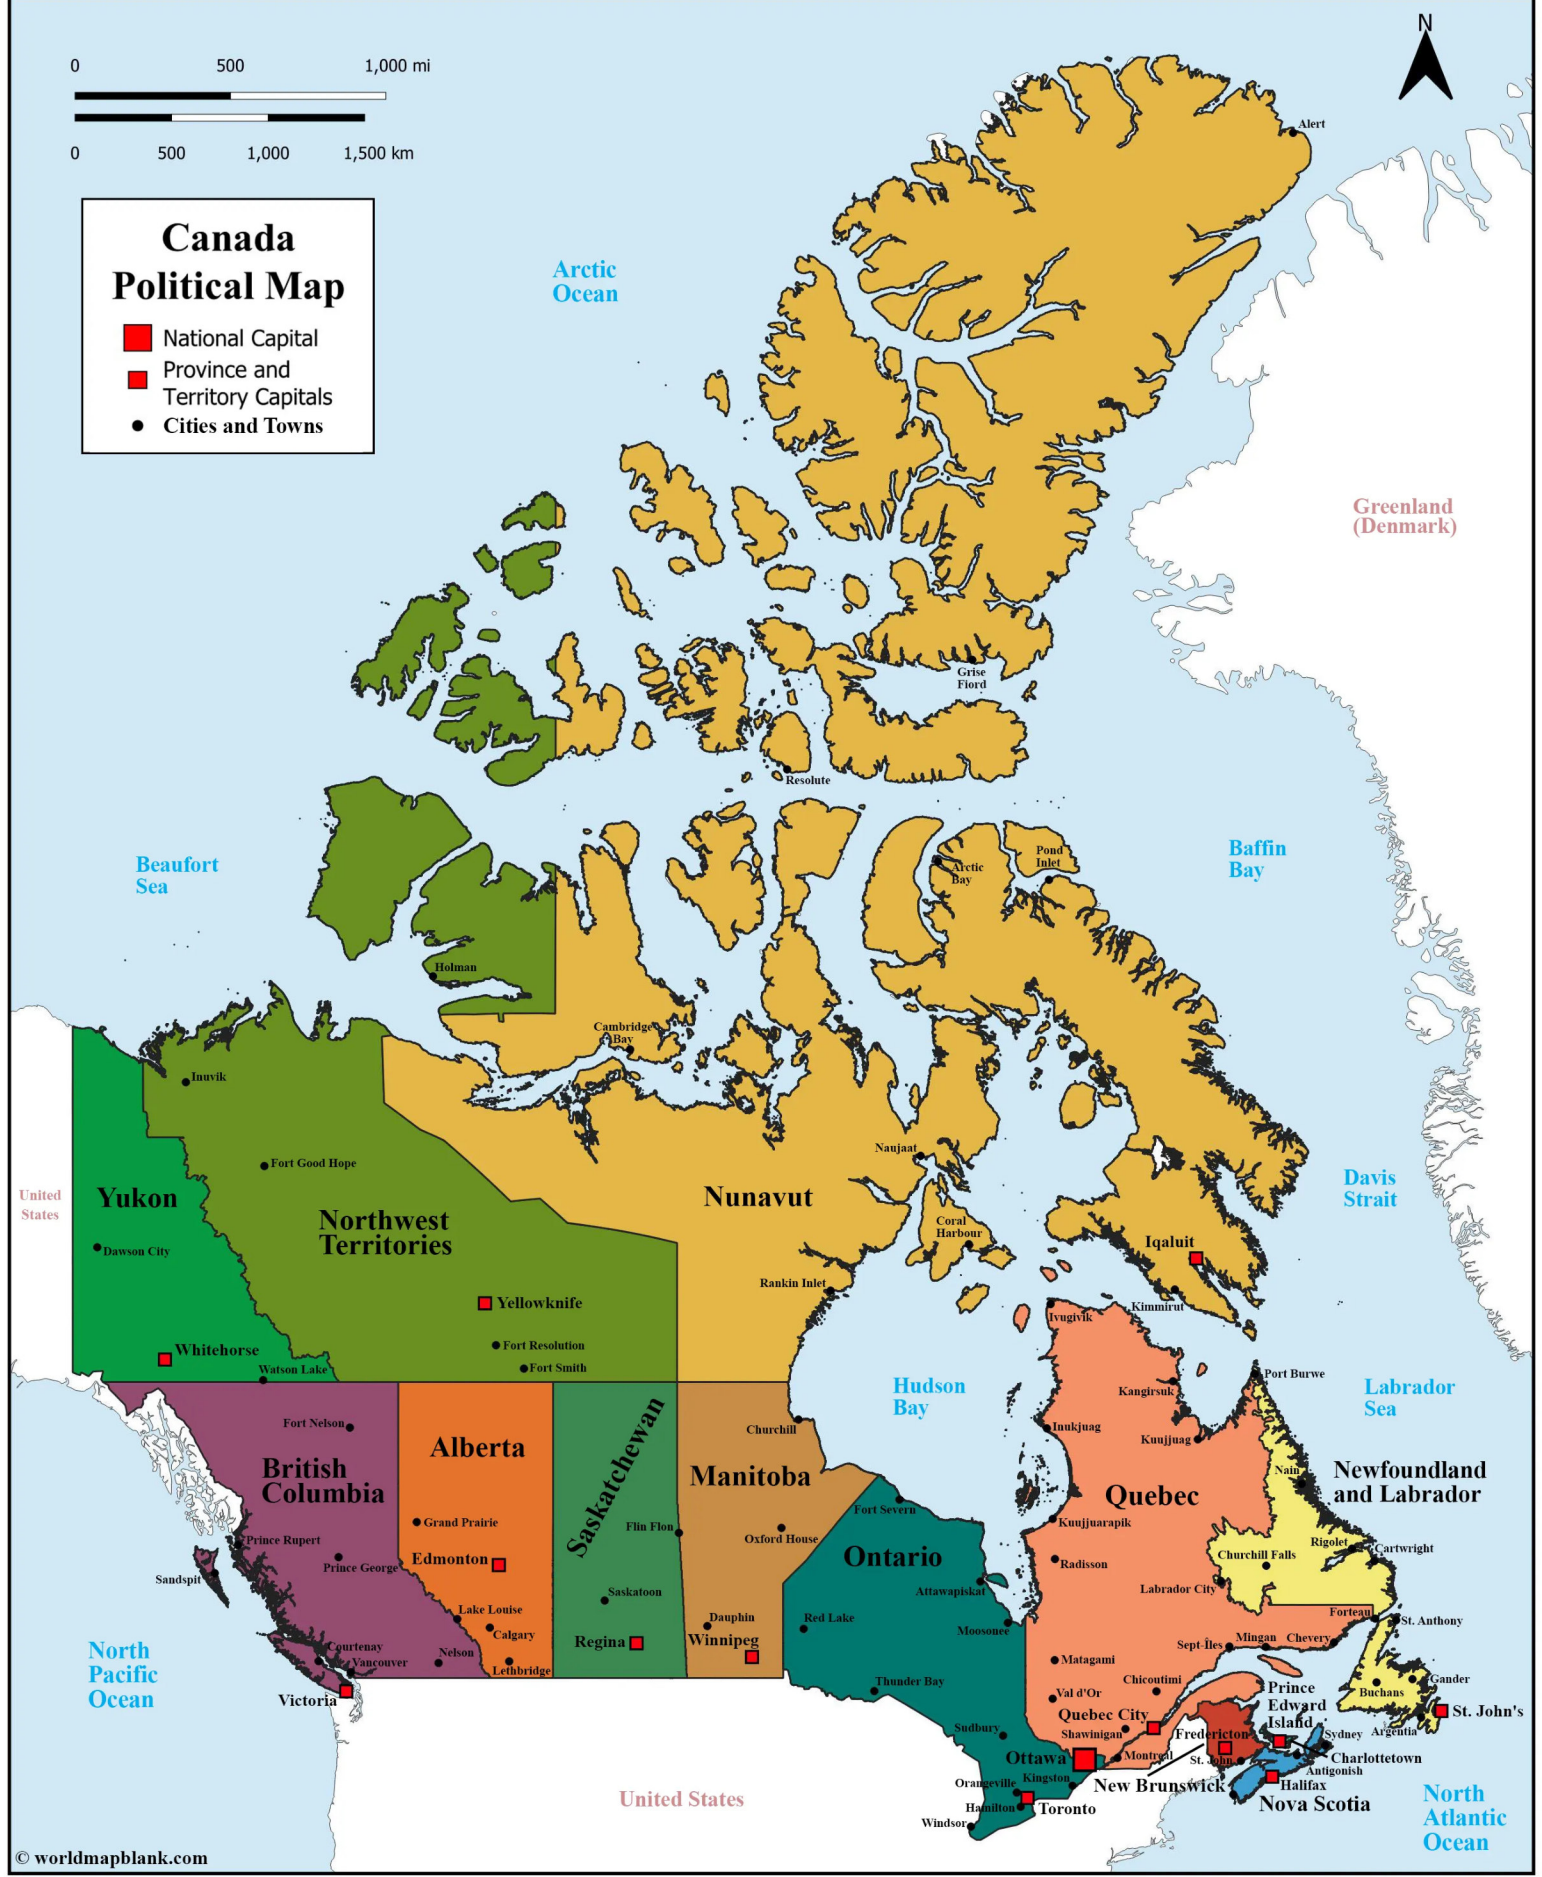 N
0 500 1,000 mi
0 500 1,000 1,500 km
Canada
Political Map
National Capital
Province and
Territory Capitals
Cities and Towns
Arctic
Ocean
Alert
Greenland
(Denmark)
Grise
Fiord
Resolute
Beaufort
Sea
Baffin
Bay
Pond
Inlet
Arctic
Bay
Holman
Cambridge
Bay
Inuvik
Naujaat
Fort Good Hope
Davis
Strait
United
States
Yukon
Nunavut
Northwest
Territories
Coral
Harbour
Iqaluit
Dawson City
Rankin Inlet
Yellowknife
Kimmirut
Ivugivik
Whitehorse
Fort Resolution
Fort Smith
Watson Lake
Port Burwe
Hudson
Bay
Labrador
Sea
Kangirsuk
Fort Nelson
Churchill
Inukjuag
Kuujjuag
Alberta
Saskatchewan
British
Columbia
Manitoba
Quebec
Nain
Newfoundland
and Labrador
Fort Severn
Grand Prairie
Flin Flon
Oxford House
Kuujjuarapik
Prince Rupert
Rigolet
Cartwright
Edmonton
Ontario
Churchill Falls
Prince George
Radisson
Sandspit
Attawapiskat
Labrador City
Saskatoon
Lake Louise
Dauphin
Red Lake
Forteau
St. Anthony
Calgary
Moosonee
Regina
Winnipeg
Sept-Îles
Mingan
Chevery
North
Pacific
Ocean
Courtenay
Nelson
Vancouver
Lethbridge
Matagami
Chicoutimi
Gander
Thunder Bay
Buchans
Victoria
Val d'Or
Prince
Edward
Island
Quebec City
St. John's
Sudbury
Shawinigan
Fredericton
Sydney
Argentia
Ottawa
Montreal
St. John
Charlottetown
Antigonish
Kingston
Orangeville
New Brunswick
Halifax
United States
Hamilton
Toronto
Nova Scotia
Windsor
North
Atlantic
Ocean
© worldmapblank.com